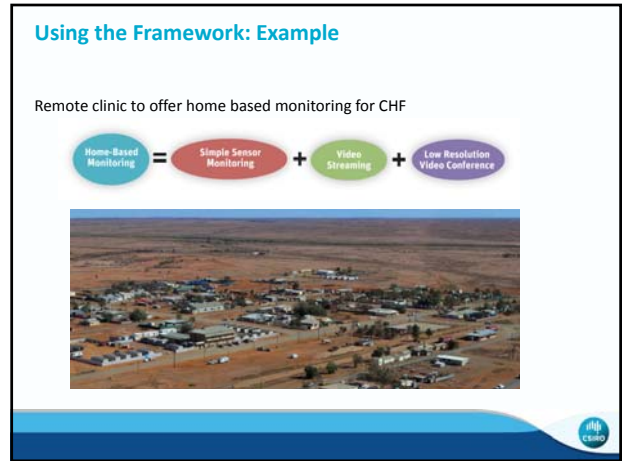 Using the Framework: Example
Remote clinic to offer home based monitoring for CHF
Home-Based
Monitoring
=
Simple Sensor
Monitoring
+
Video
Streaming
+
Low Resolution
Video Conference
CSIRO